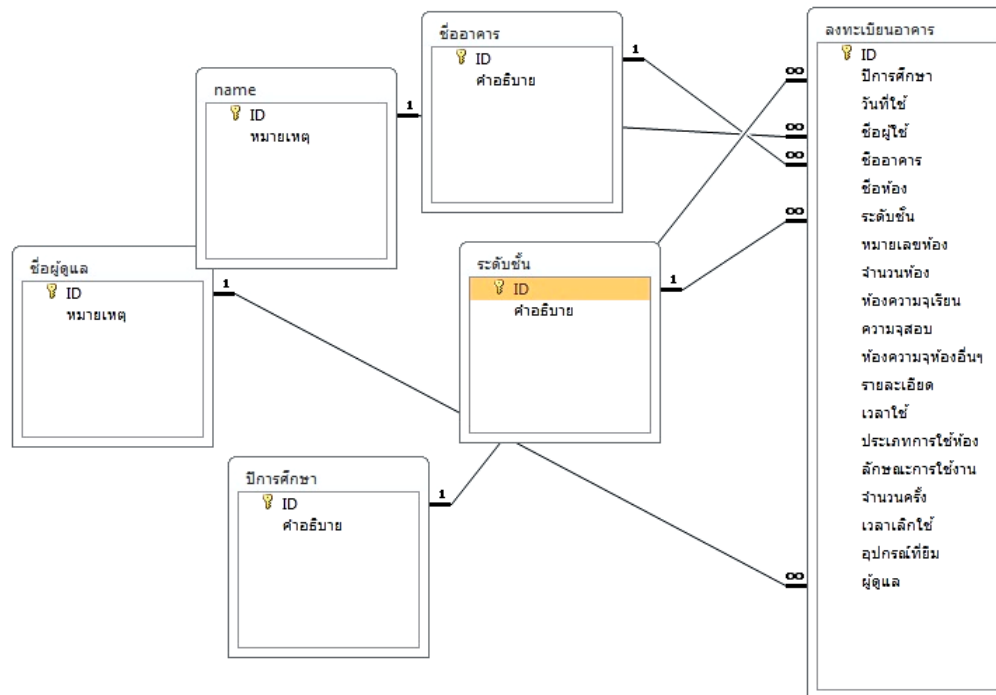 ชื่ออาคาร
ID
คำอธิบาย
1
name
ID
หมายเหตุ
1
ชื่อผู้ดูแล
ID
หมายเหตุ
1
ระดับชั้น
ID
คำอธิบาย
1
ปีการศึกษา
ID
คำอธิบาย
1
ลงทะเบียนอาคาร
ID
∞ ปีการศึกษา
วันที่ใช้
∞ ชื่อผู้ใช้
∞ ชื่ออาคาร
ชื่อห้อง
∞ ระดับชั้น
หมายเลขห้อง
จำนวนห้อง
ห้องความจุเรียน
ความจุสอบ
ห้องความจุห้องอื่นๆ
รายละเอียด
เวลาใช้
ประเภทการใช้ห้อง
ลักษณะการใช้งาน
จำนวนครั้ง
เวลาเลิกใช้
อุปกรณ์ที่ยืม
∞ ผู้ดูแล